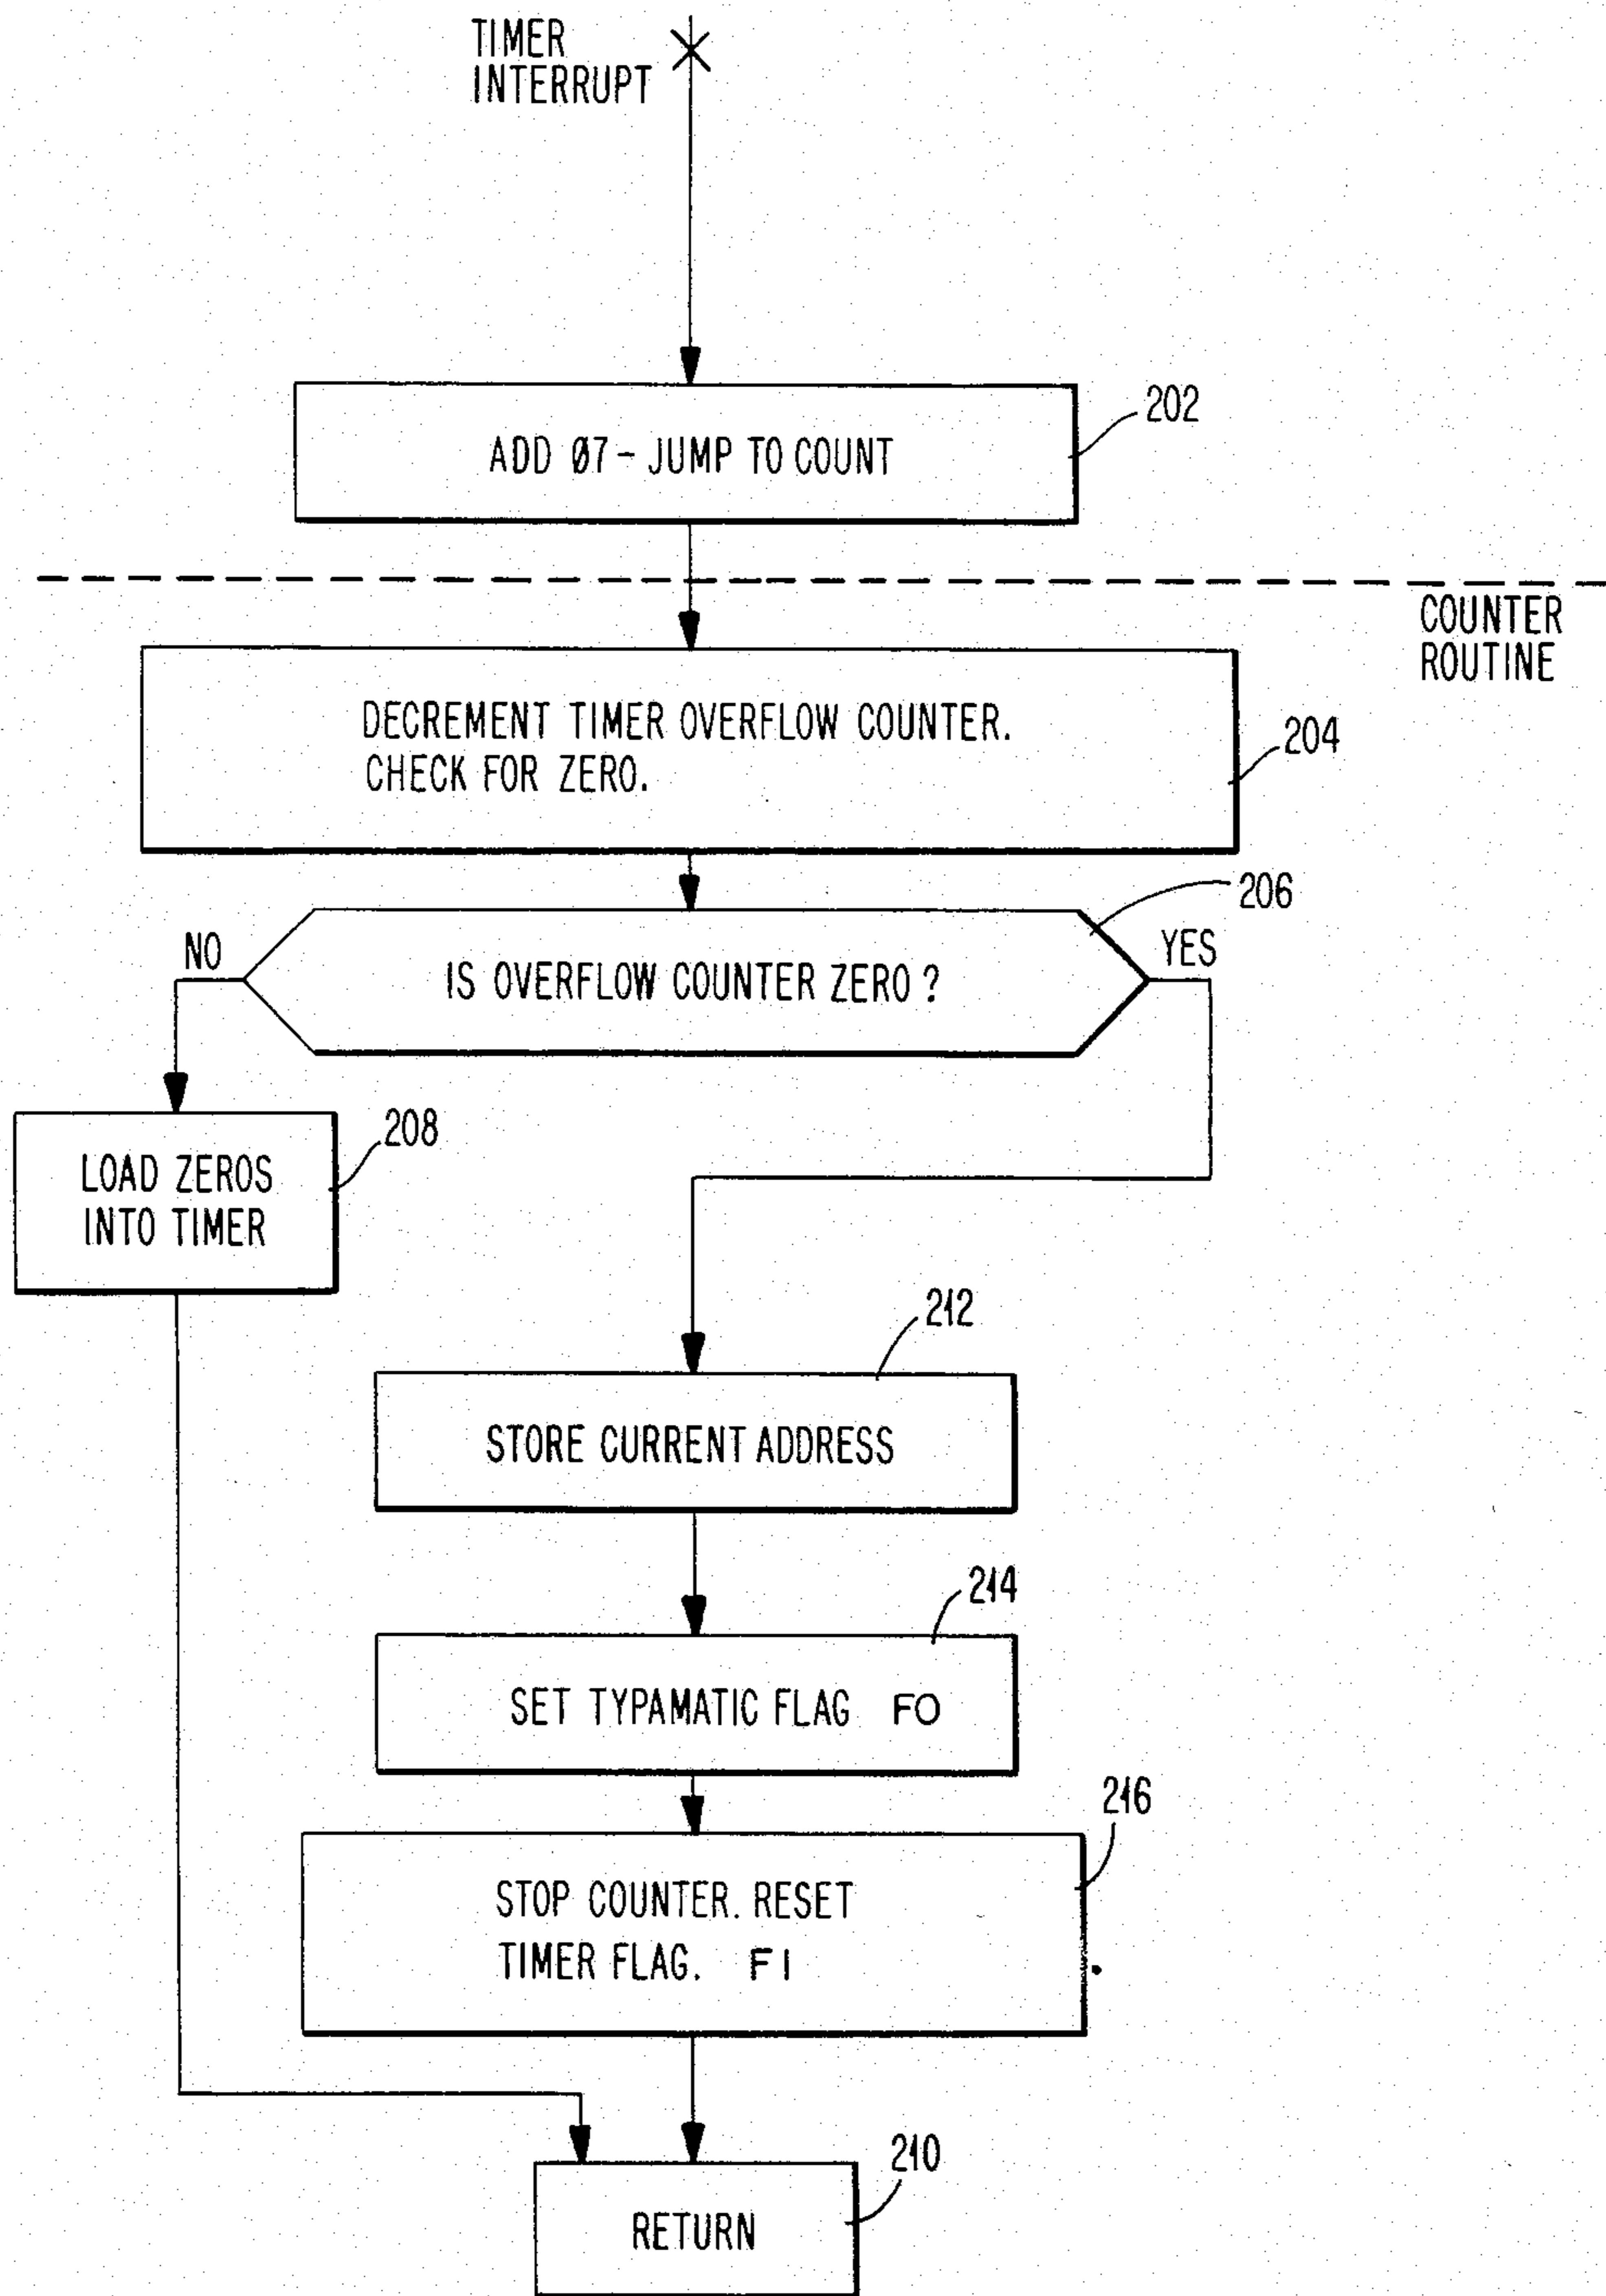 TIMER
INTERRUPT
ADD Ø7 - JUMP TO COUNT
202
COUNTER
ROUTINE
DECREMENT TIMER OVERFLOW COUNTER.
CHECK FOR ZERO.
204
206
NO
IS OVERFLOW COUNTER ZERO ?
YES
208
LOAD ZEROS
INTO TIMER
212
STORE CURRENT ADDRESS
214
SET TYPAMATIC FLAG FO
216
STOP COUNTER. RESET
TIMER FLAG. F1
210
RETURN